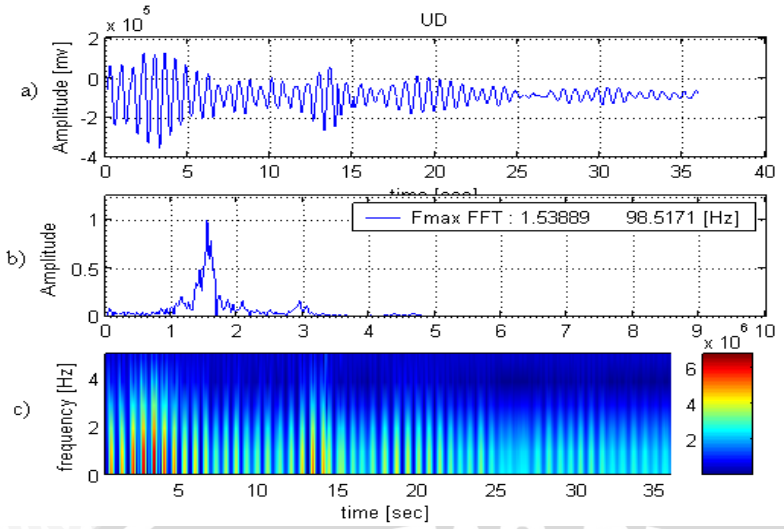 UD
x 10^5
a)
Amplitude [mv]
2
0
-2
-4
0 5 10 15 20 25 30 35 40
time [sec]
b)
Amplitude
1
0.5
0
Fmax FFT : 1.53889 98.5171 [Hz]
0 1 2 3 4 5 6 7 8 9 10
x 10^6
c)
frequency [Hz]
4
2
0
6
4
2
5 10 15 20 25 30 35
time [sec]